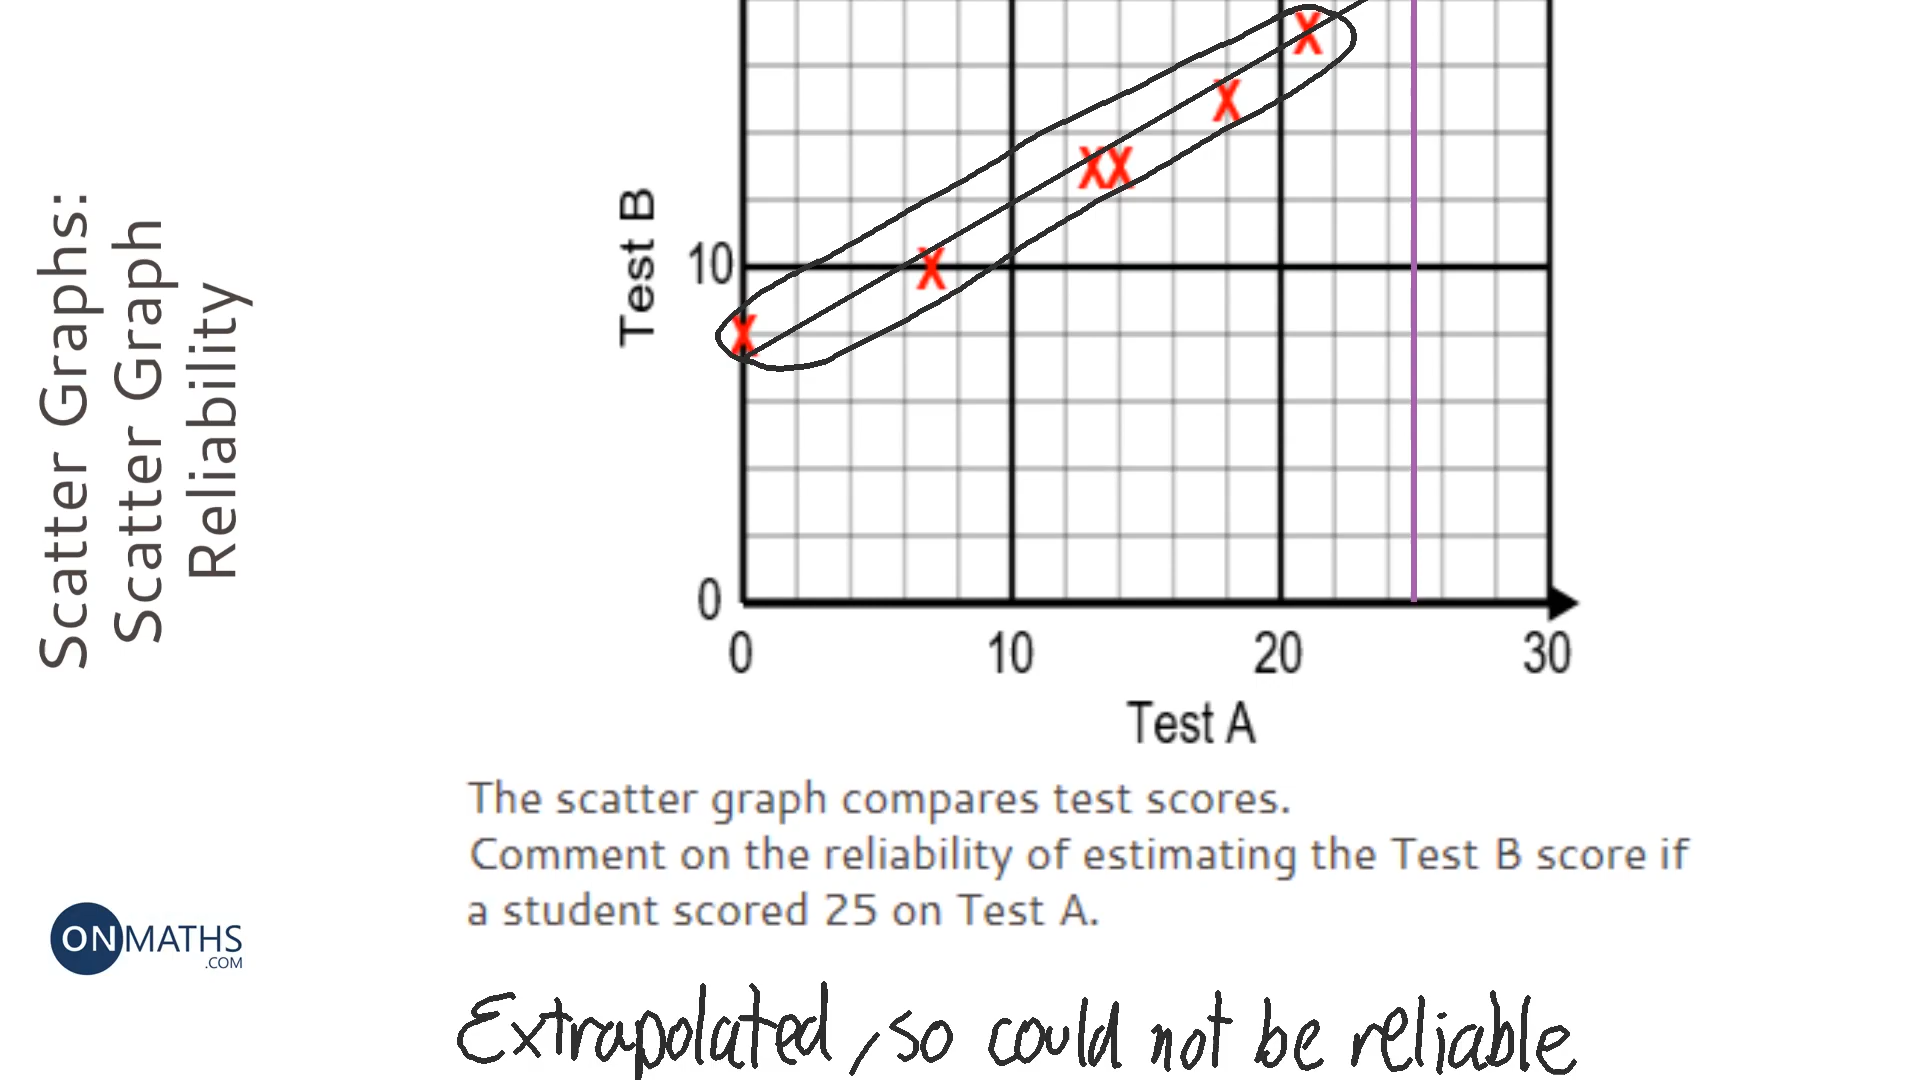 Scatter Graphs:
Scatter Graph
Reliability
Test B
10
0
0 10 20 30
Test A
The scatter graph compares test scores.
Comment on the reliability of estimating the Test B score if
a student scored 25 on Test A.
ONMATHS
.COM
Extrapolated, so could not be reliable